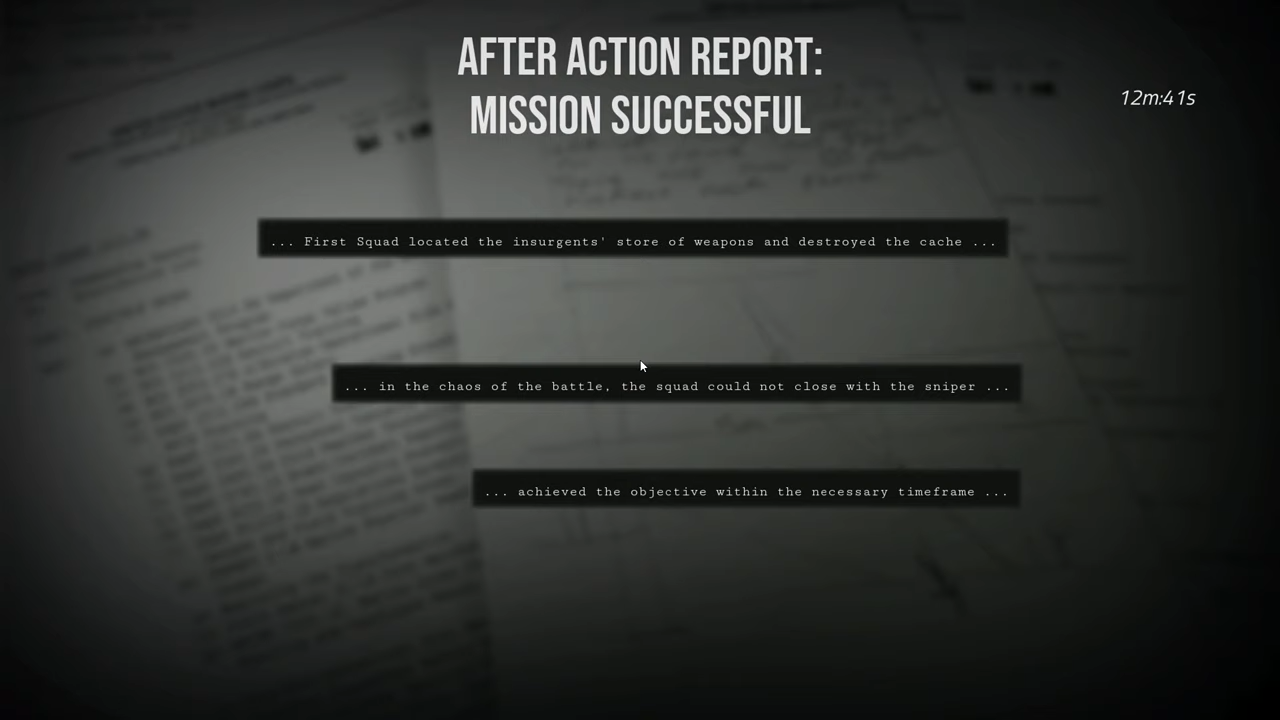 AFTER ACTION REPORT:
MISSION SUCCESSFUL
12m:41s
... First Squad located the insurgents' store of weapons and destroyed the cache ...
... in the chaos of the battle, the squad could not close with the sniper ...
... achieved the objective within the necessary timeframe ...